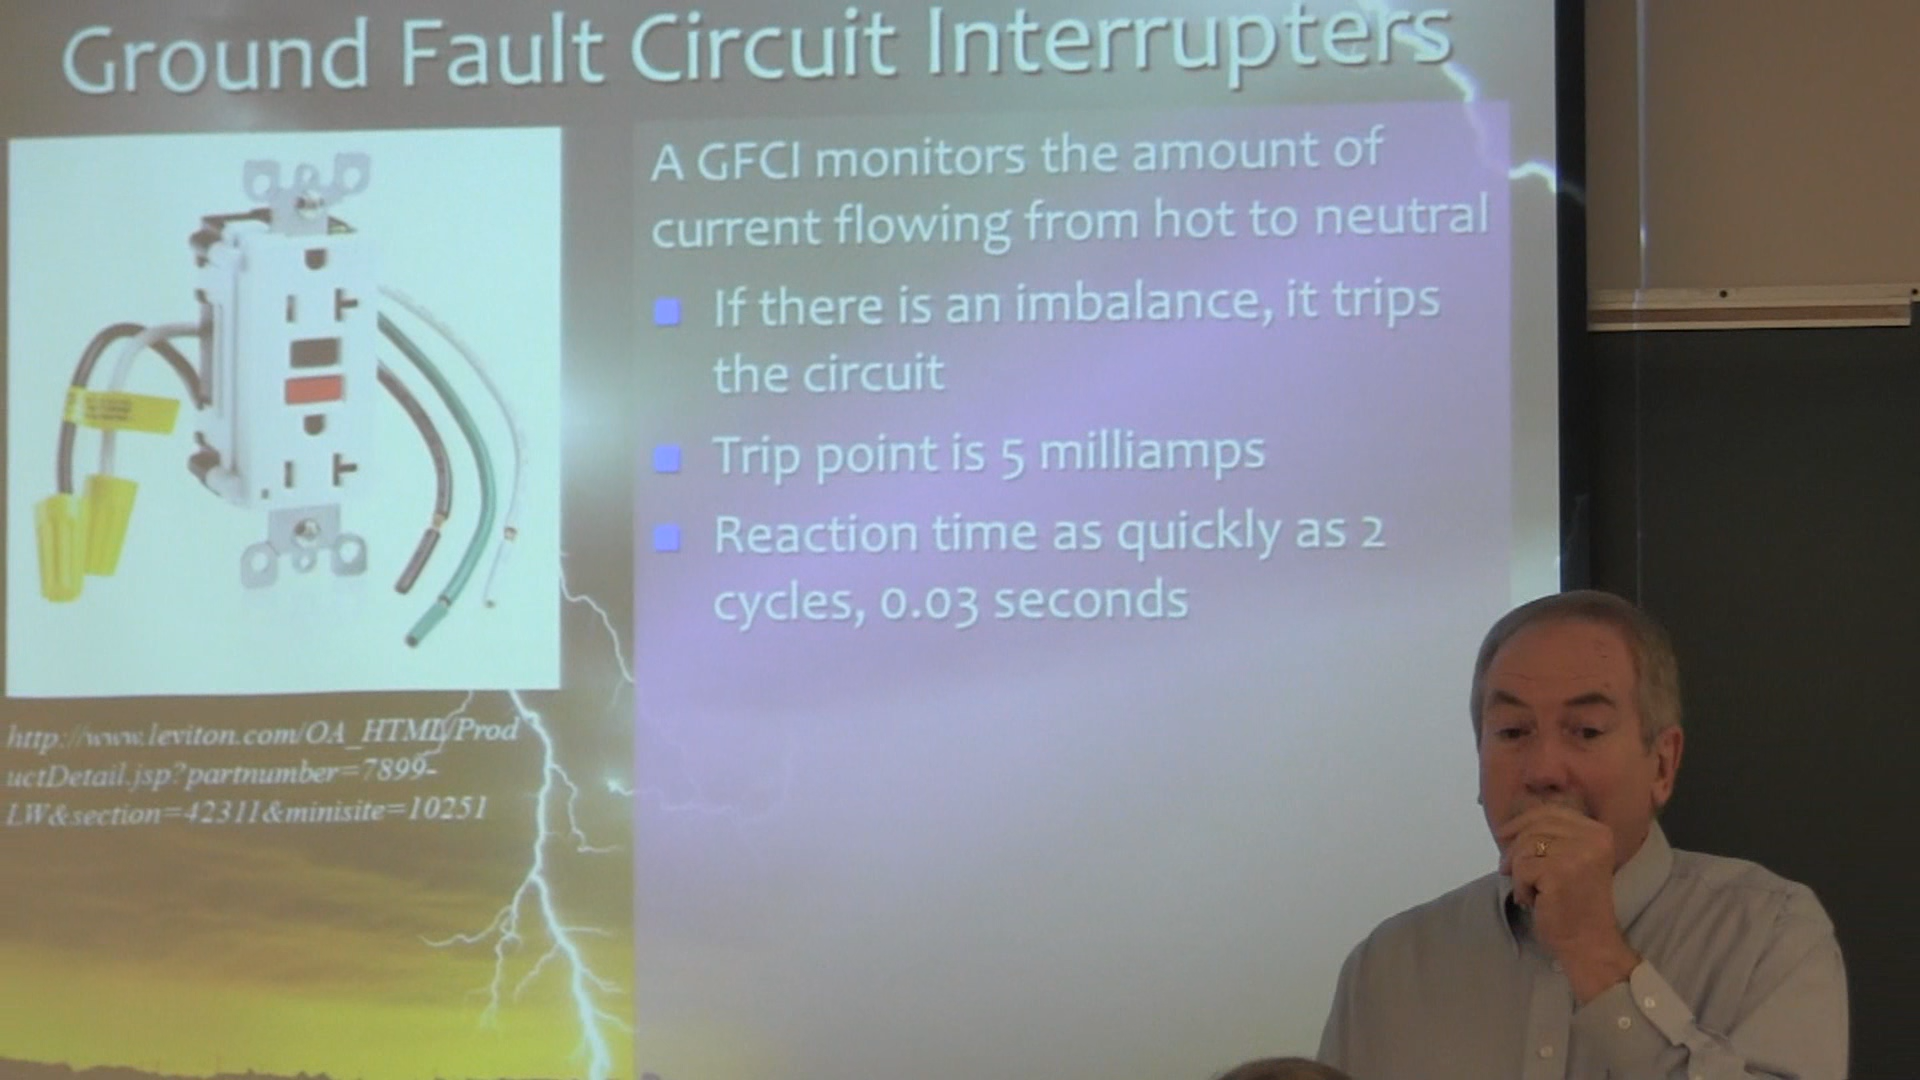 Ground Fault Circuit Interrupters
A GFCI monitors the amount of
current flowing from hot to neutral
If there is an imbalance, it trips
the circuit
Trip point is 5 milliamps
Reaction time as quickly as 2
cycles, 0.03 seconds
http://www.leviton.com/OA_HTML/Prod
uctDetail.jsp?partnumber=7899-
LW&section=42311&minisite=10251